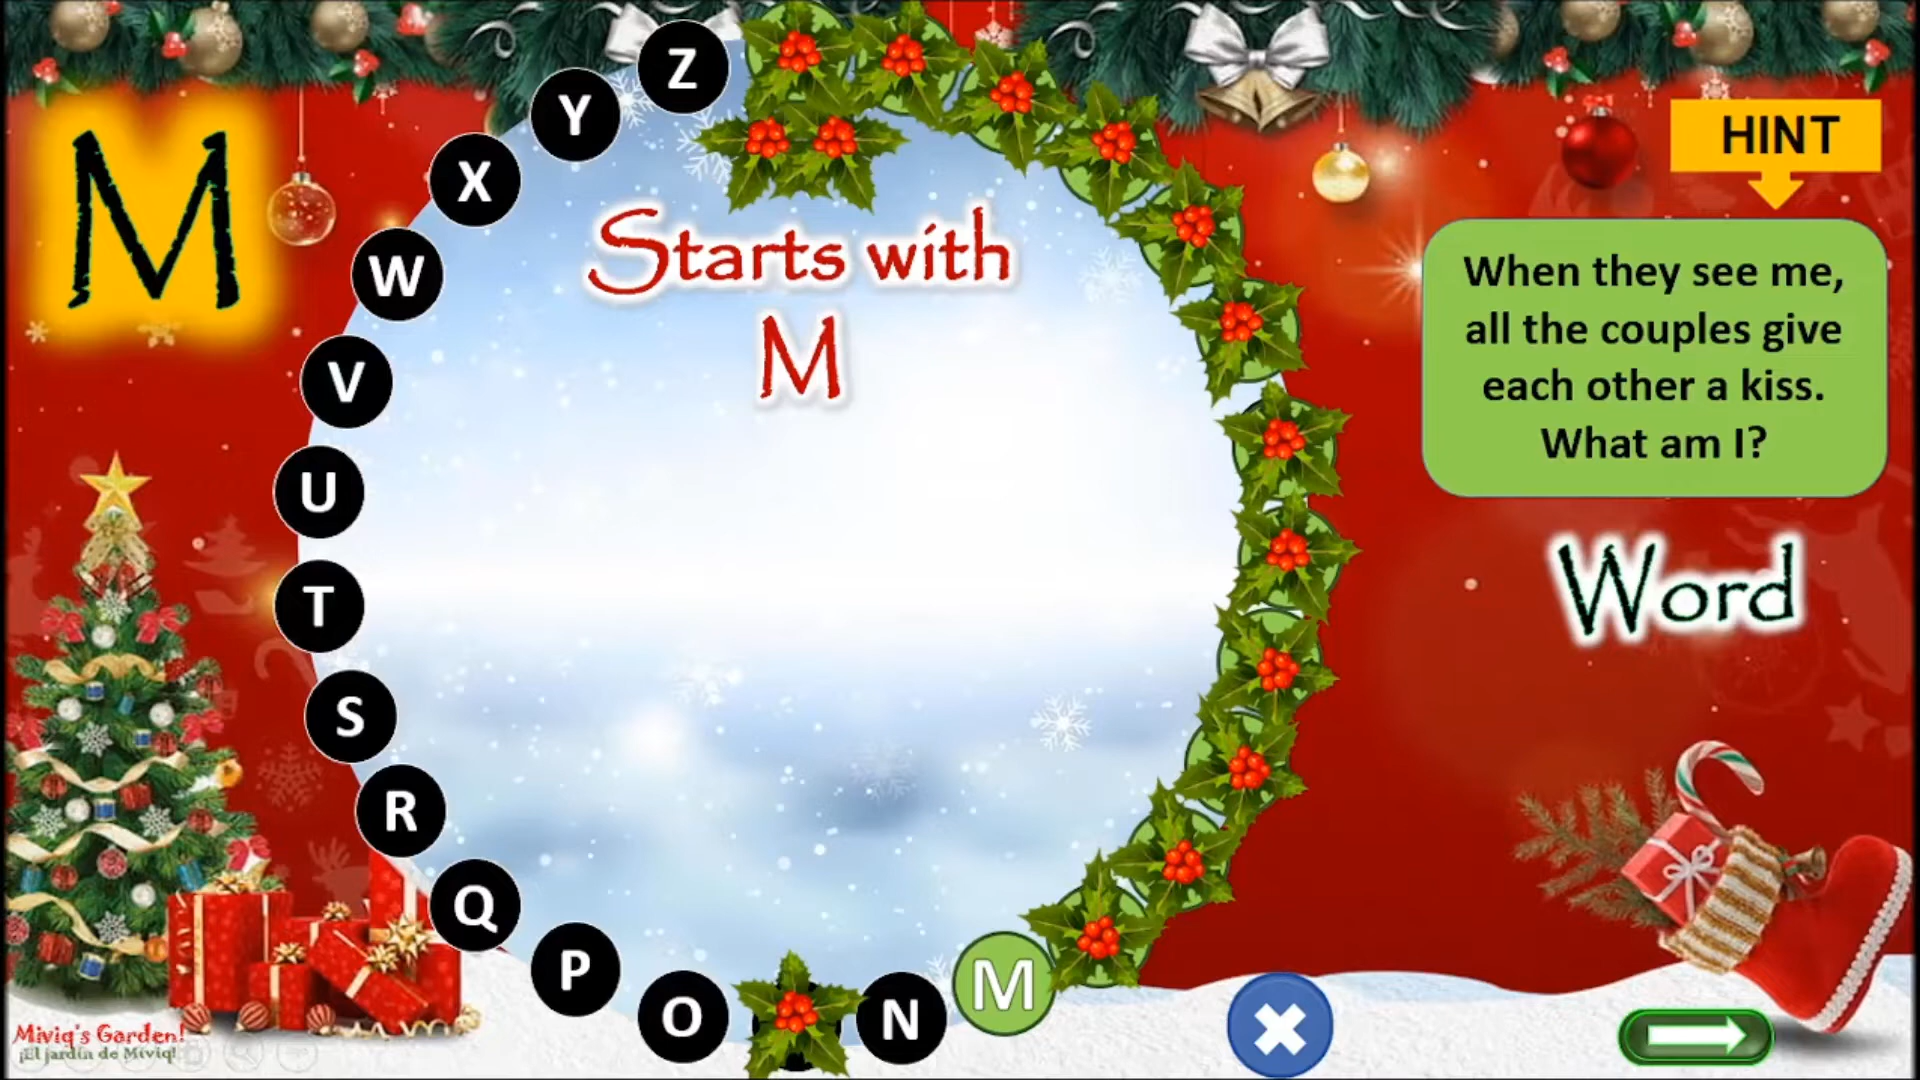 M
Z
Y
X
W
V
U
T
S
R
Q
P
O
N
M
Starts with
M
HINT
When they see me,
all the couples give
each other a kiss.
What am I?
Word
Miviq's Garden!
¡El jardín de Miviq!